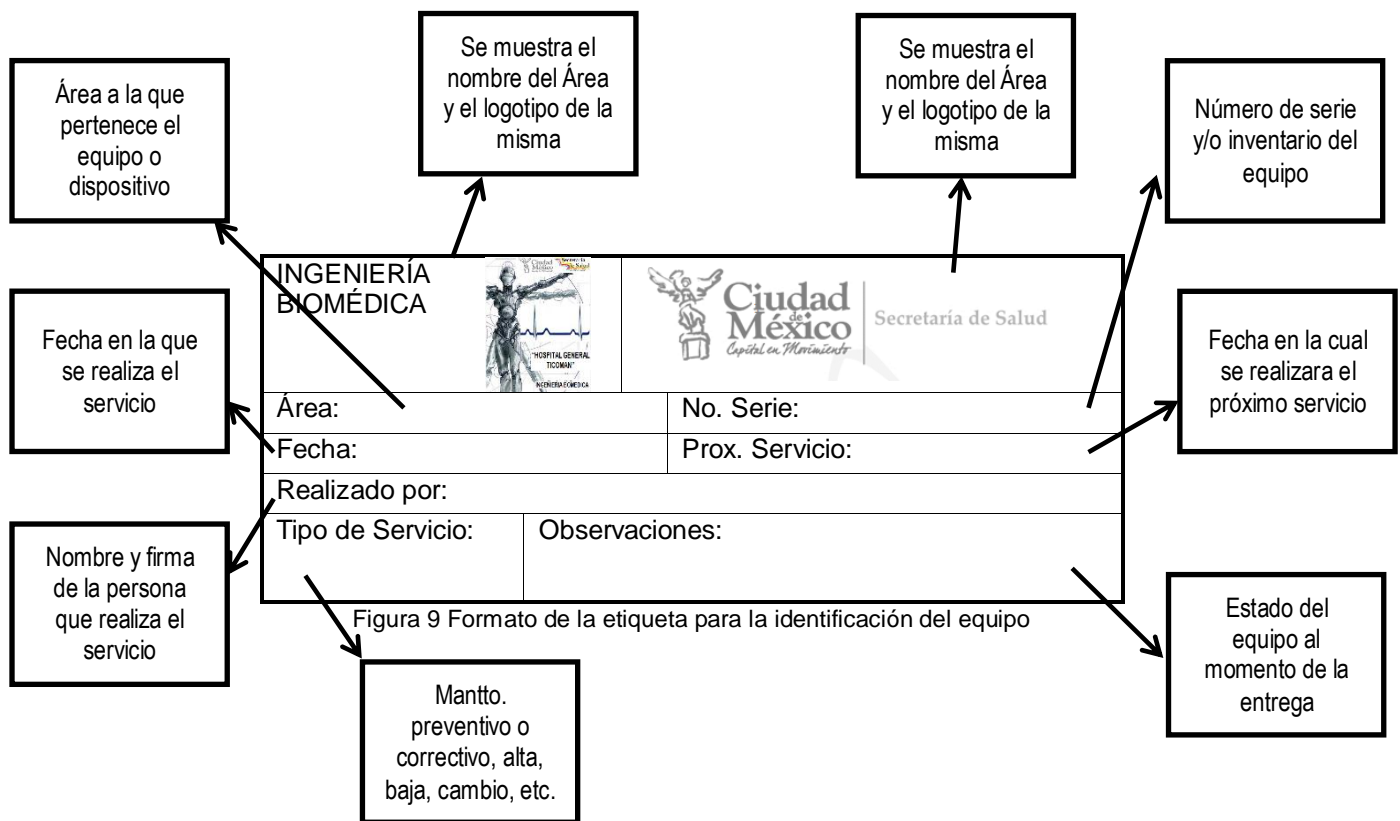 Se muestra el
nombre del Área
y el logotipo de la
misma
Se muestra el
nombre del Área
y el logotipo de la
misma
Área a la que
pertenece el
equipo o
dispositivo
Número de serie
y/o inventario del
equipo
INGENIERÍA
BIOMÉDICA
Ciudad
México
"HOSPITAL GENERAL
TICOMAN"
Ciudad
de
México
Capital en Movimiento
Secretaría de Salud
Fecha en la que
se realiza el
servicio
Fecha en la cual
se realizara el
próximo servicio
Área:
No. Serie:
Fecha:
Prox. Servicio:
Realizado por:
Tipo de Servicio:
Observaciones:
Nombre y firma
de la persona
que realiza el
servicio
Estado del
equipo al
momento de la
entrega
Figura 9 Formato de la etiqueta para la identificación del equipo
Mantto.
preventivo o
correctivo, alta,
baja, cambio, etc.